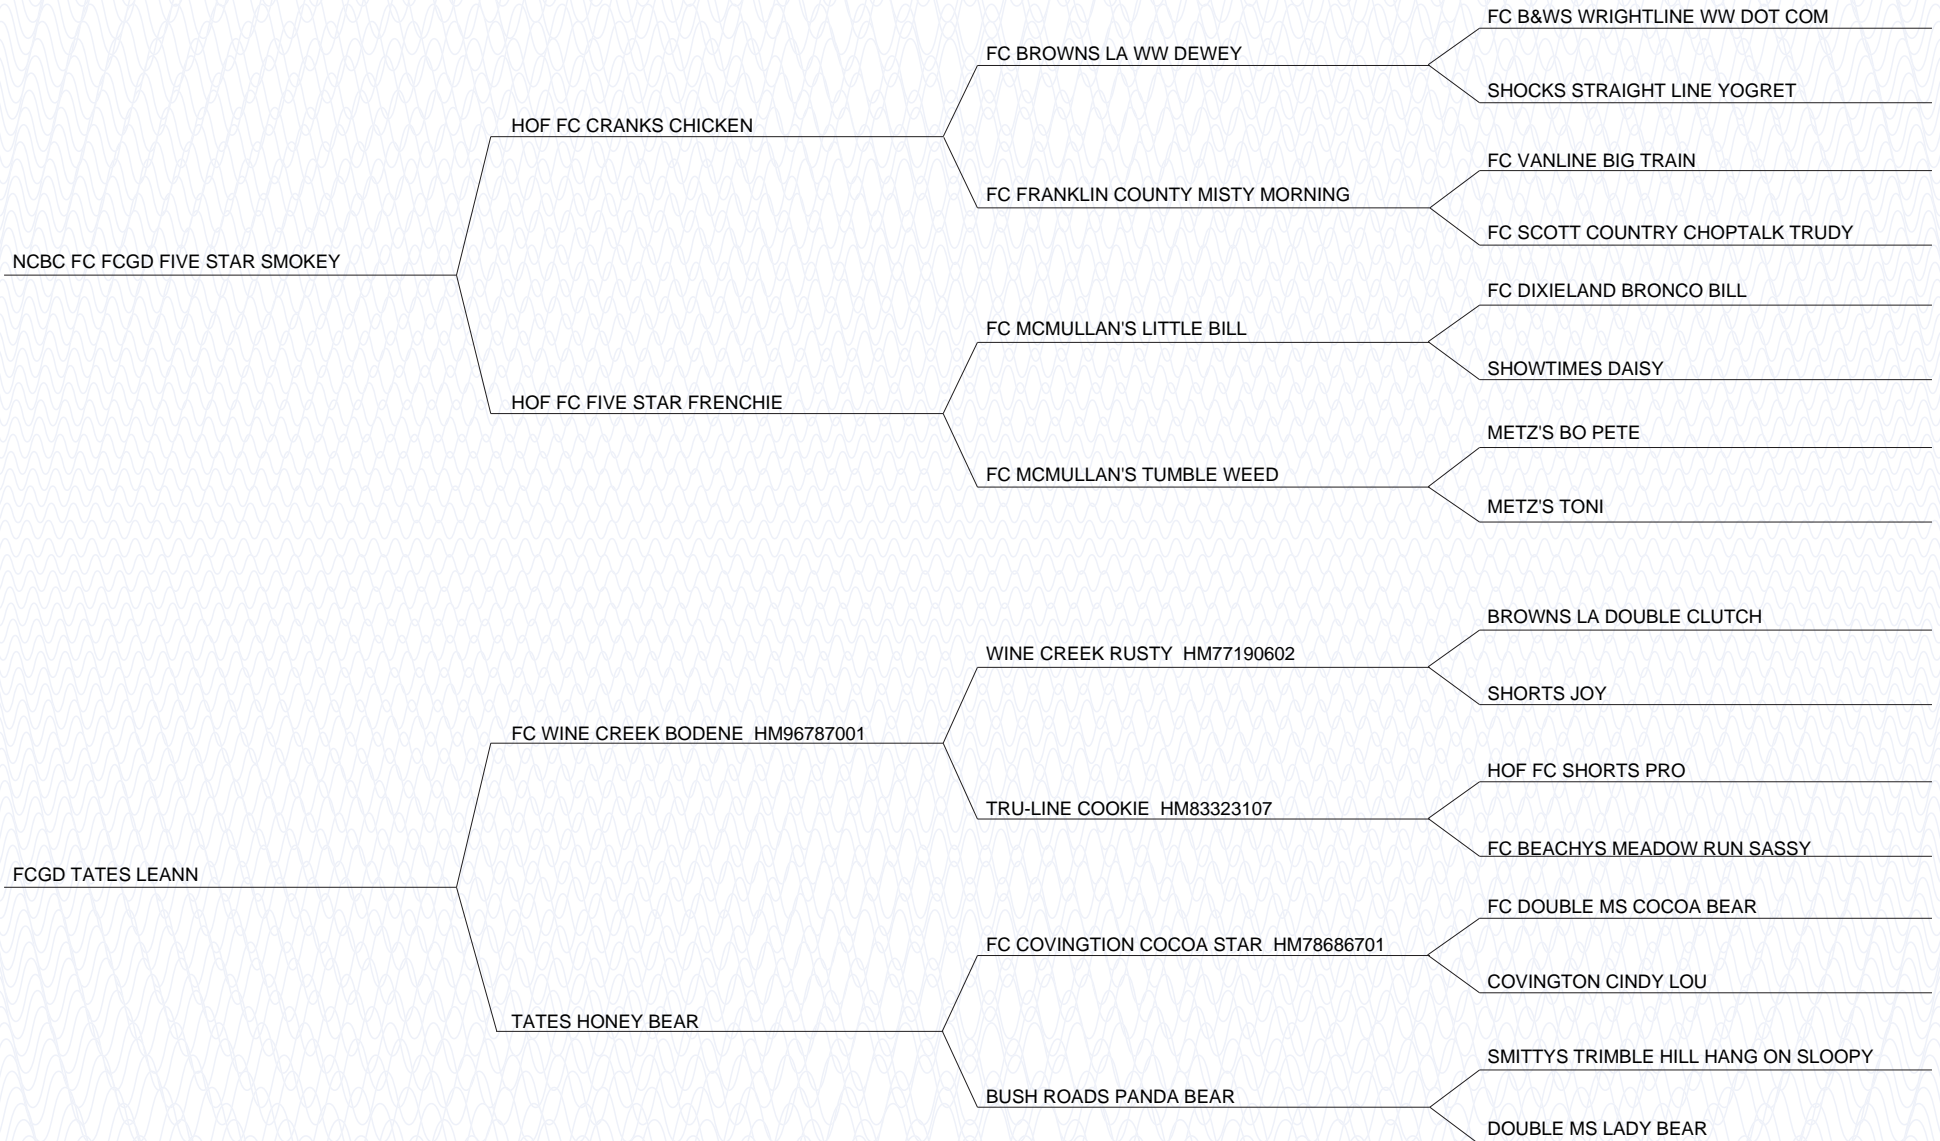 FC B&WS WRIGHTLINE WW DOT COM
FC BROWNS LA WW DEWEY
SHOCKS STRAIGHT LINE YOGRET
HOF FC CRANKS CHICKEN
FC VANLINE BIG TRAIN
FC FRANKLIN COUNTY MISTY MORNING
FC SCOTT COUNTRY CHOPTALK TRUDY
NCBC FC FCGD FIVE STAR SMOKEY
FC DIXIELAND BRONCO BILL
FC MCMULLAN'S LITTLE BILL
SHOWTIMES DAISY
HOF FC FIVE STAR FRENCHIE
METZ'S BO PETE
FC MCMULLAN'S TUMBLE WEED
METZ'S TONI
BROWNS LA DOUBLE CLUTCH
WINE CREEK RUSTY HM77190602
SHORTS JOY
FC WINE CREEK BODENE HM96787001
HOF FC SHORTS PRO
TRU-LINE COOKIE HM83323107
FC BEACHYS MEADOW RUN SASSY
FCGD TATES LEANN
FC DOUBLE MS COCOA BEAR
FC COVINGTION COCOA STAR HM78686701
COVINGTON CINDY LOU
TATES HONEY BEAR
SMITTYS TRIMBLE HILL HANG ON SLOOPY
BUSH ROADS PANDA BEAR
DOUBLE MS LADY BEAR